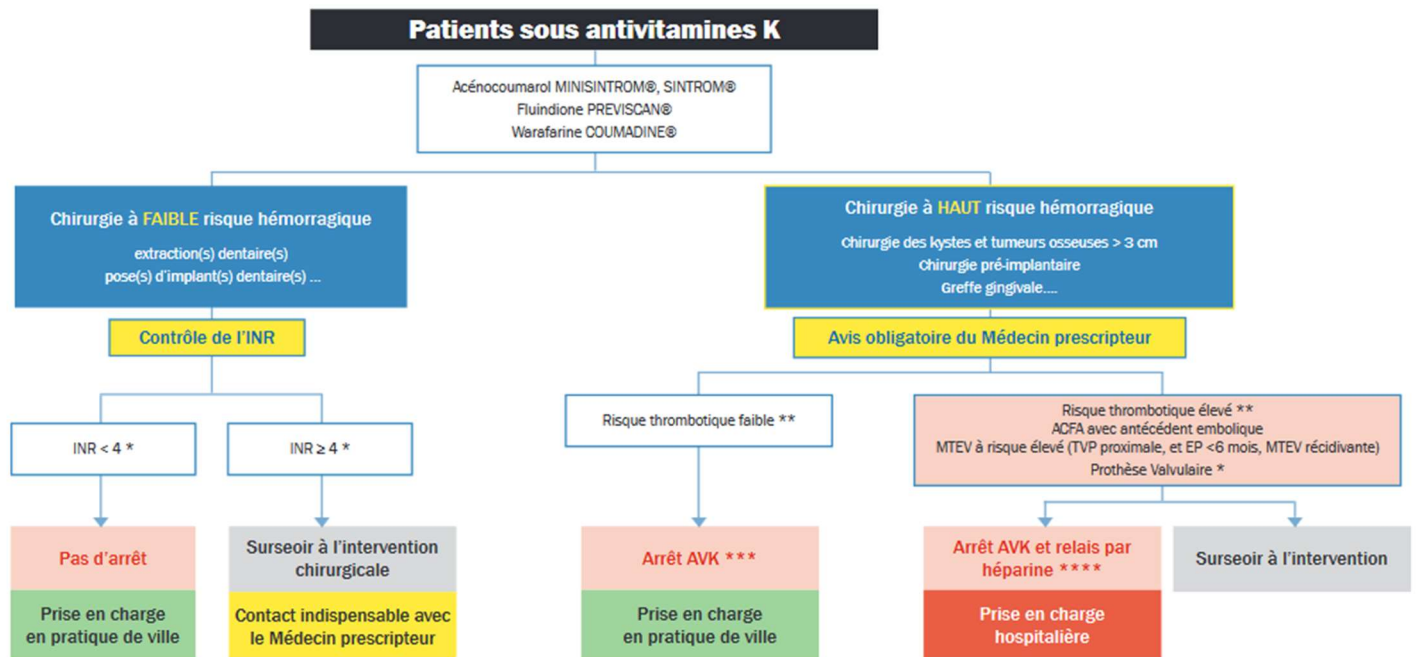 Patients sous antivitamines K
Acénocoumarol MINISINTROM®, SINTROM®
Fluindione PREVISCAN®
Warafarine COUMADINE®
Chirurgie à FAIBLE risque hémorragique
extraction(s) dentaire(s)
pose(s) d'implant(s) dentaire(s) ...
Contrôle de l'INR
INR < 4 *
INR ≥ 4 *
Pas d'arrêt
Prise en charge
en pratique de ville
Surseoir à l'intervention
chirurgicale
Contact indispensable avec
le Médecin prescripteur
Chirurgie à HAUT risque hémorragique
Chirurgie des kystes et tumeurs osseuses > 3 cm
Chirurgie pré-implantaire
Greffe gingivale....
Avis obligatoire du Médecin prescripteur
Risque thrombotique faible **
Risque thrombotique élevé **
ACFA avec antécédent embolique
MTEV à risque élevé (TVP proximale, et EP <6 mois, MTEV récidivante)
Prothèse Valvulaire *
Arrêt AVK ***
Prise en charge
en pratique de ville
Arrêt AVK et relais par
héparine ****
Prise en charge
hospitalière
Surseoir à l'intervention